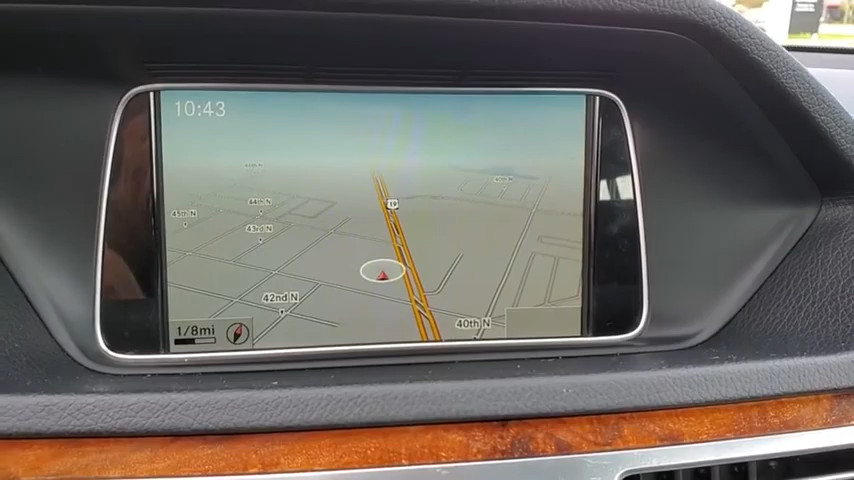 10:43
44th N
45th N
43rd N
19
42nd N
40th N
1/8mi